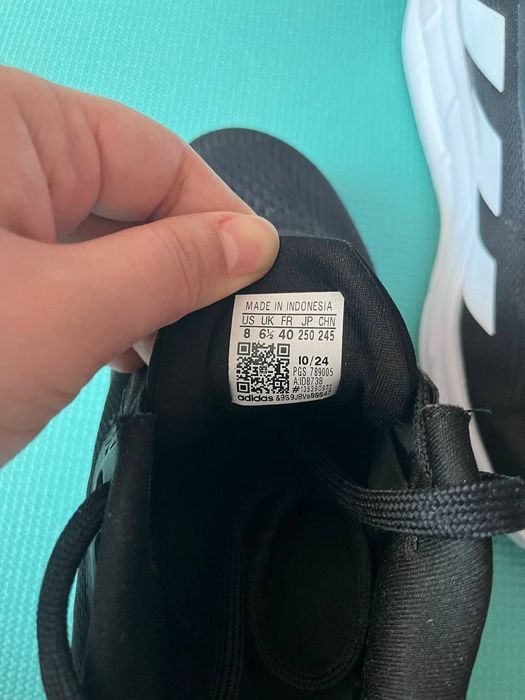 MADE IN INDONESIA
US UK FR JP CHN
8 6½ 40 250 245
10/24
PGS 789005
adidas